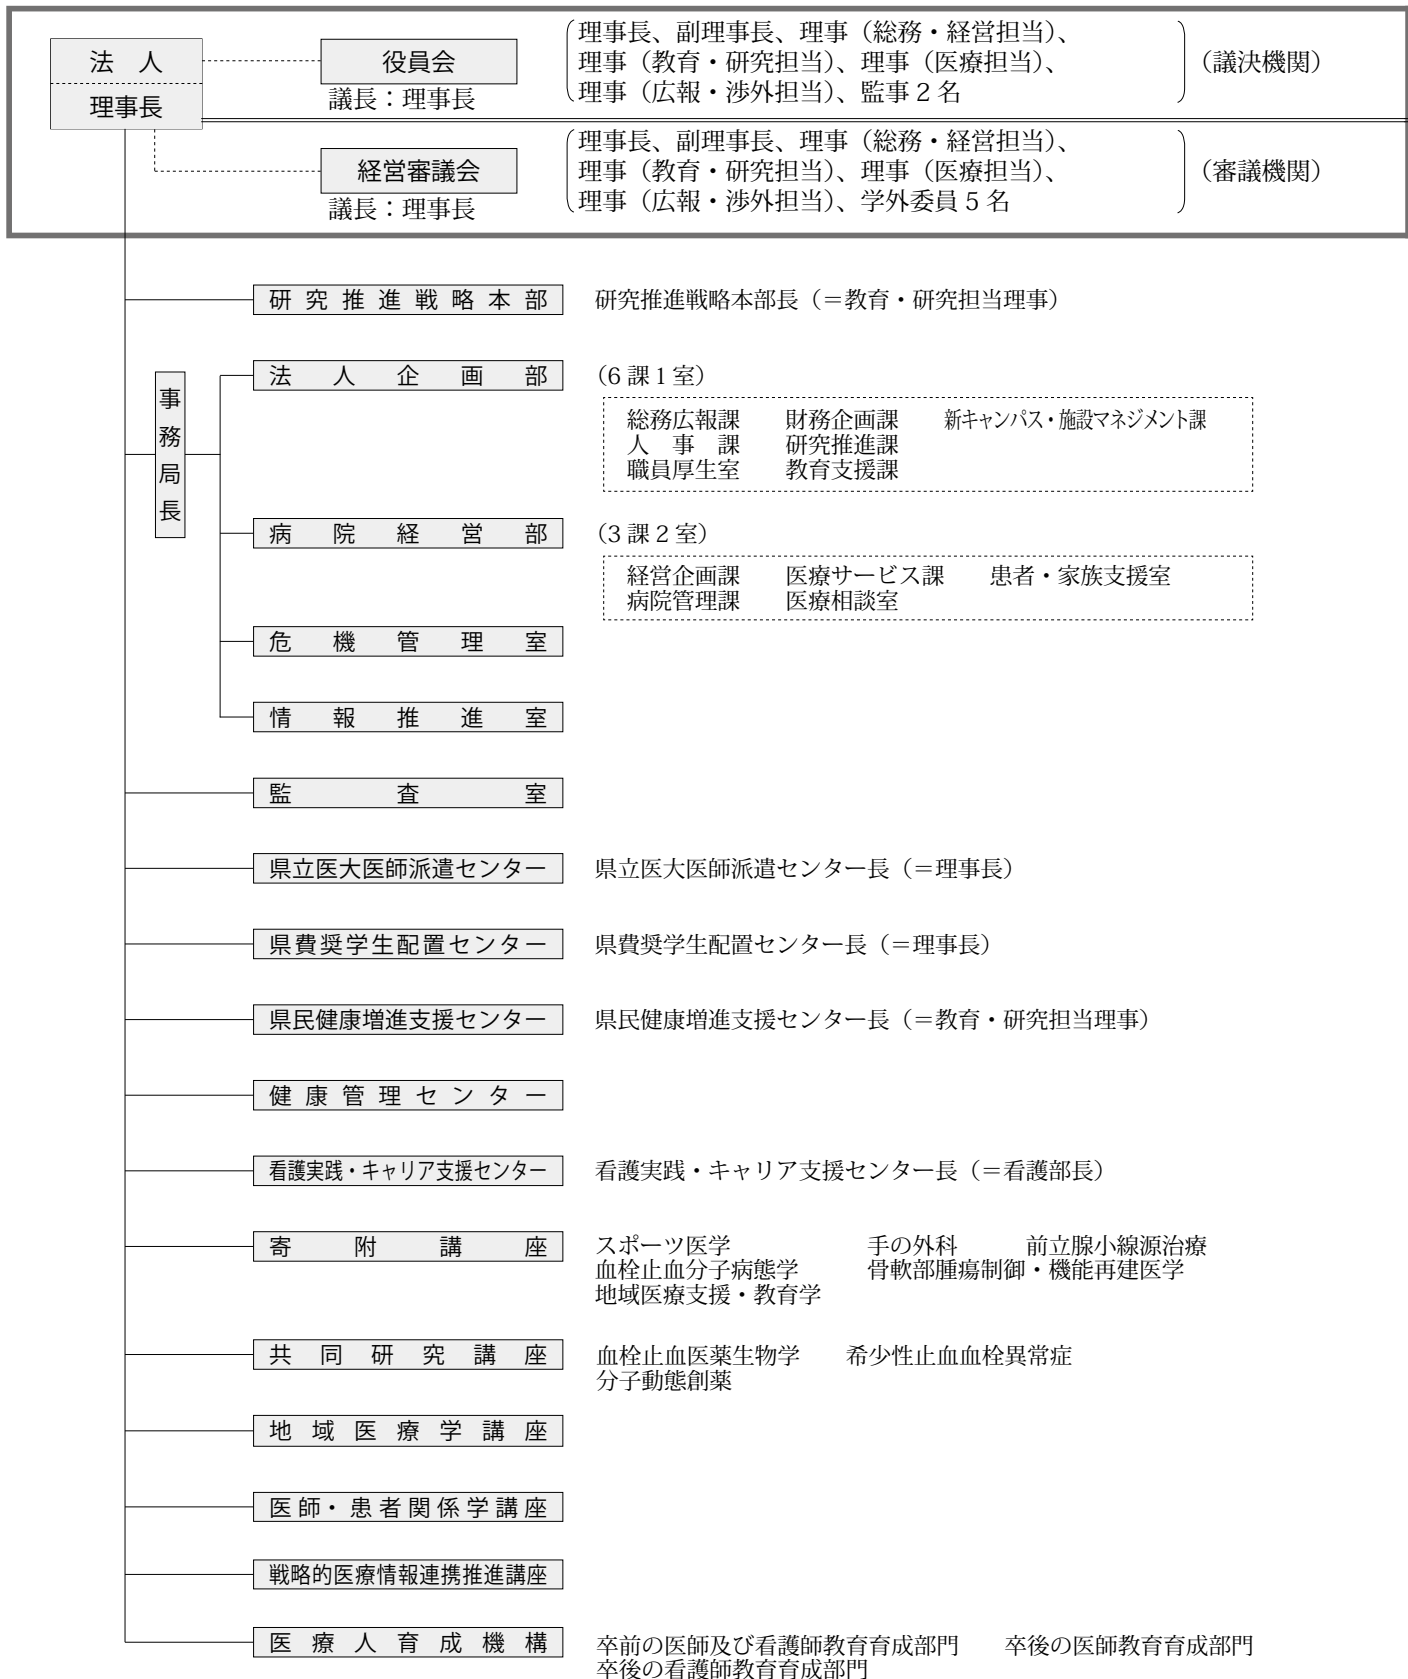 法　人
理事長
役員会
議長：理事長
理事長、副理事長、理事（総務・経営担当）、
理事（教育・研究担当）、理事（医療担当）、
理事（広報・渉外担当）、監事 2 名
（議決機関）
経営審議会
議長：理事長
理事長、副理事長、理事（総務・経営担当）、
理事（教育・研究担当）、理事（医療担当）、
理事（広報・渉外担当）、学外委員 5 名
（審議機関）
研究推進戦略本部　研究推進戦略本部長（＝教育・研究担当理事）
事務局長
法人企画部　（6 課 1 室）
総務広報課　財務企画課　新キャンパス・施設マネジメント課
人　事　課　研究推進課
職員厚生室　教育支援課
病院経営部　（3 課 2 室）
経営企画課　医療サービス課　患者・家族支援室
病院管理課　医療相談室
危機管理室
情報推進室
監査室
県立医大医師派遣センター　県立医大医師派遣センター長（＝理事長）
県費奨学生配置センター　県費奨学生配置センター長（＝理事長）
県民健康増進支援センター　県民健康増進支援センター長（＝教育・研究担当理事）
健康管理センター
看護実践・キャリア支援センター　看護実践・キャリア支援センター長（＝看護部長）
寄附講座　スポーツ医学　手の外科　前立腺小線源治療
血栓止血分子病態学　骨軟部腫瘍制御・機能再建医学
地域医療支援・教育学
共同研究講座　血栓止血医薬生物学　希少性止血血栓異常症
分子動態創薬
地域医療学講座
医師・患者関係学講座
戦略的医療情報連携推進講座
医療人育成機構　卒前の医師及び看護師教育育成部門　卒後の医師教育育成部門
卒後の看護師教育育成部門